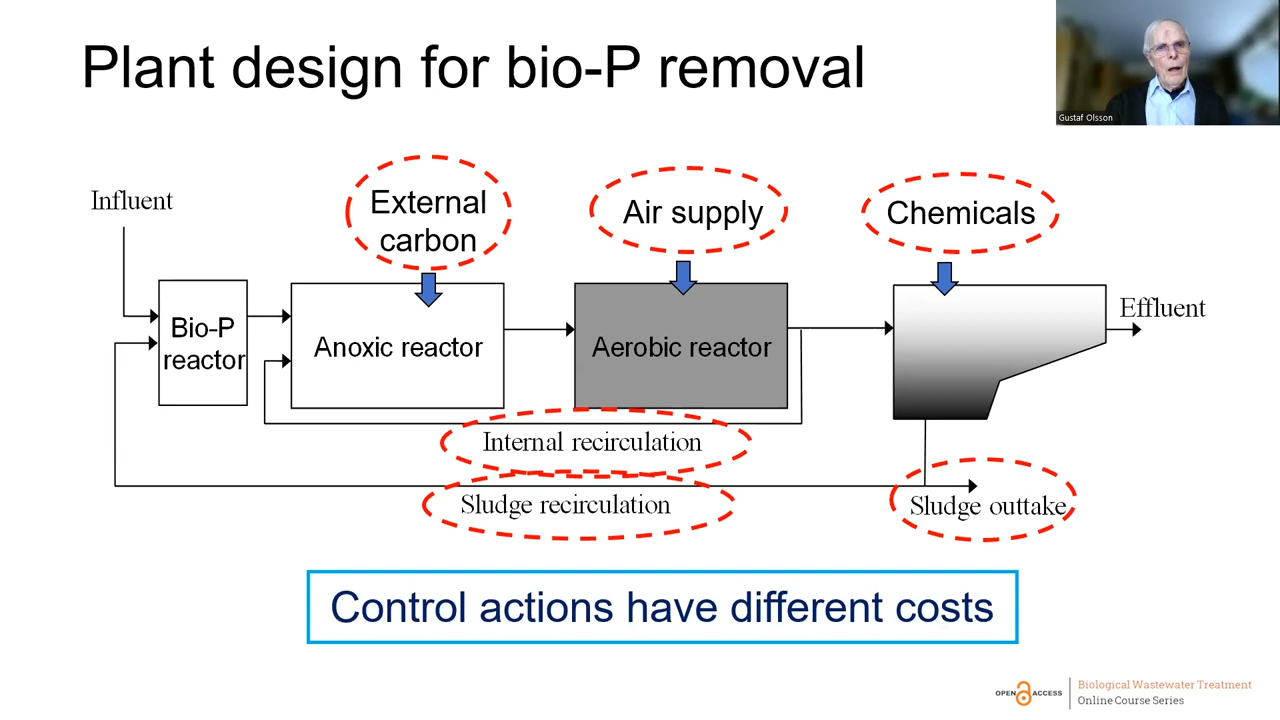 Plant design for bio-P removal
Gustaf Olsson
Influent
External
carbon
Air supply
Chemicals
Effluent
Bio-P
reactor
Anoxic reactor
Aerobic reactor
Internal recirculation
Sludge recirculation
Sludge outtake
Control actions have different costs
OPEN ACCESS
Biological Wastewater Treatment
Online Course Series